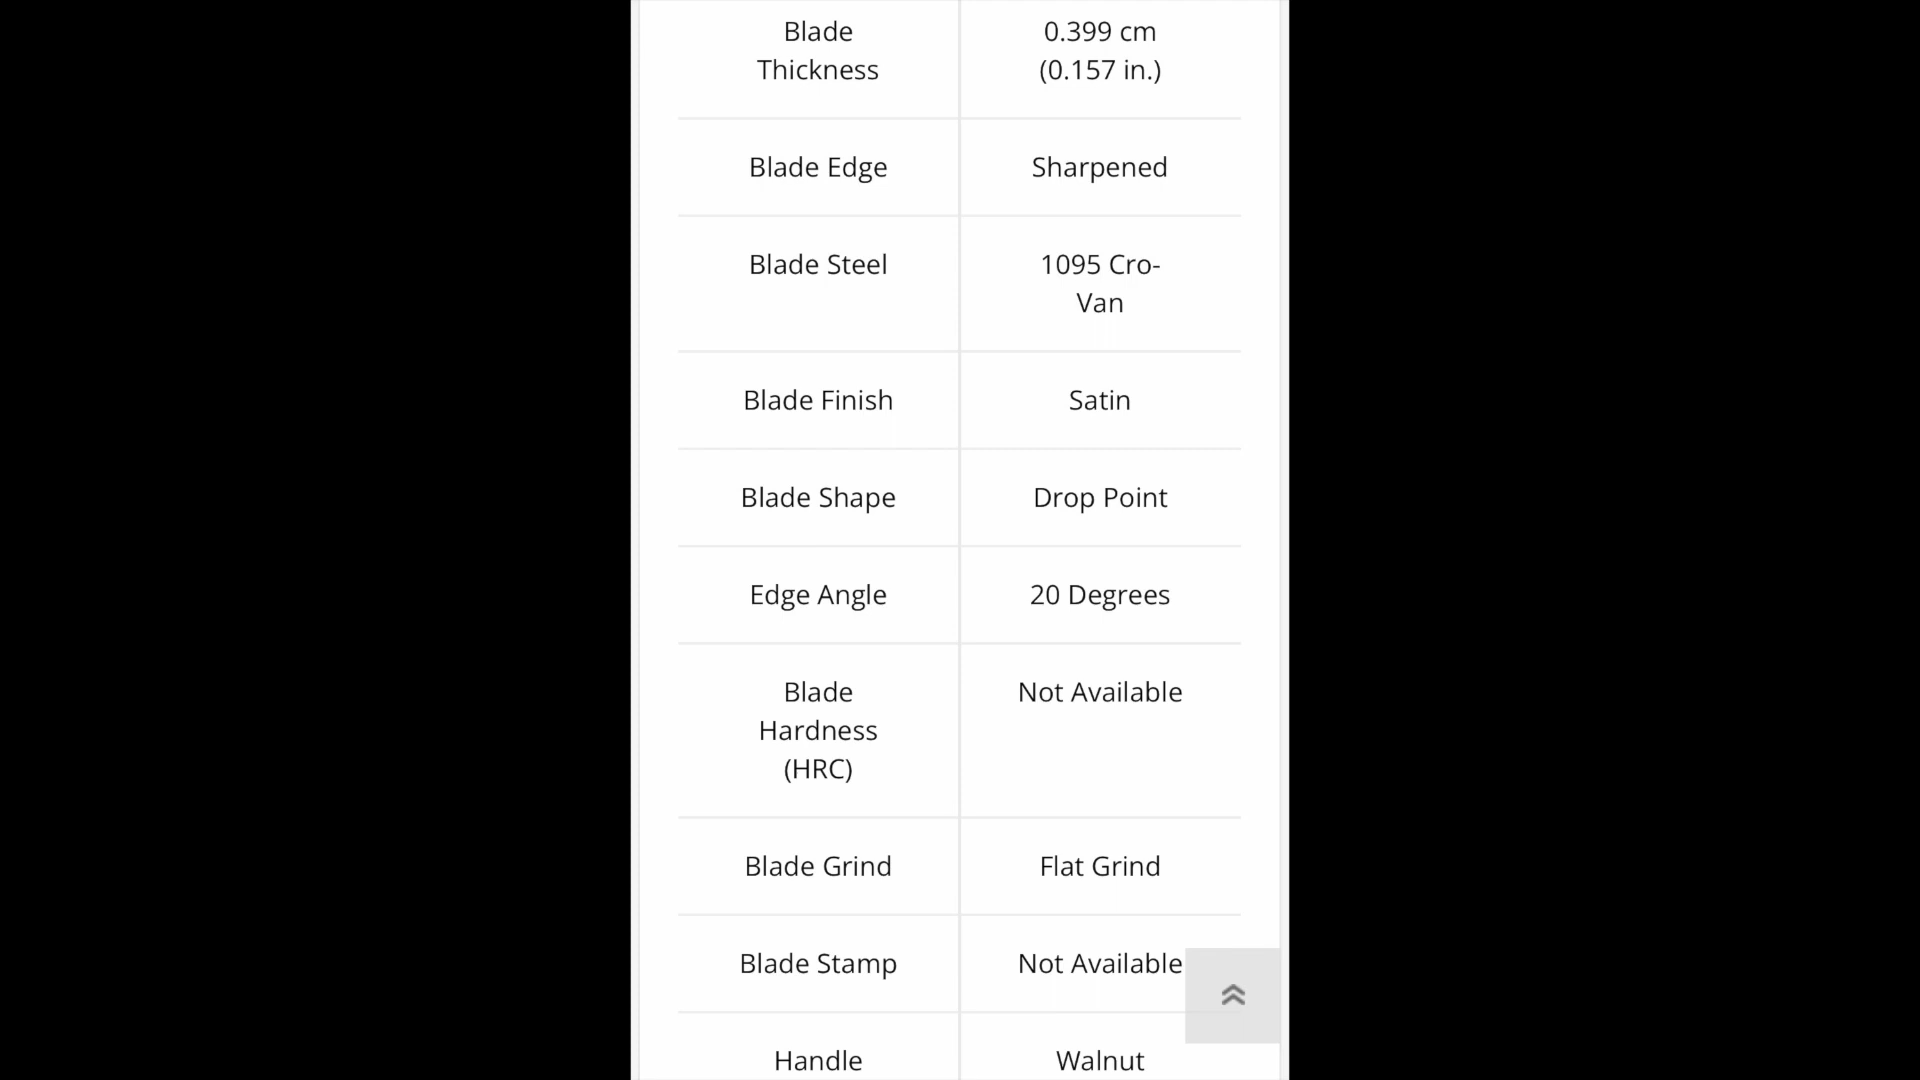 Blade 0.399 cm
Thickness (0.157 in.)
Blade Edge Sharpened
Blade Steel 1095 Cro-
Van
Blade Finish Satin
Blade Shape Drop Point
Edge Angle 20 Degrees
Blade Not Available
Hardness
(HRC)
Blade Grind Flat Grind
Blade Stamp Not Available
Handle Walnut